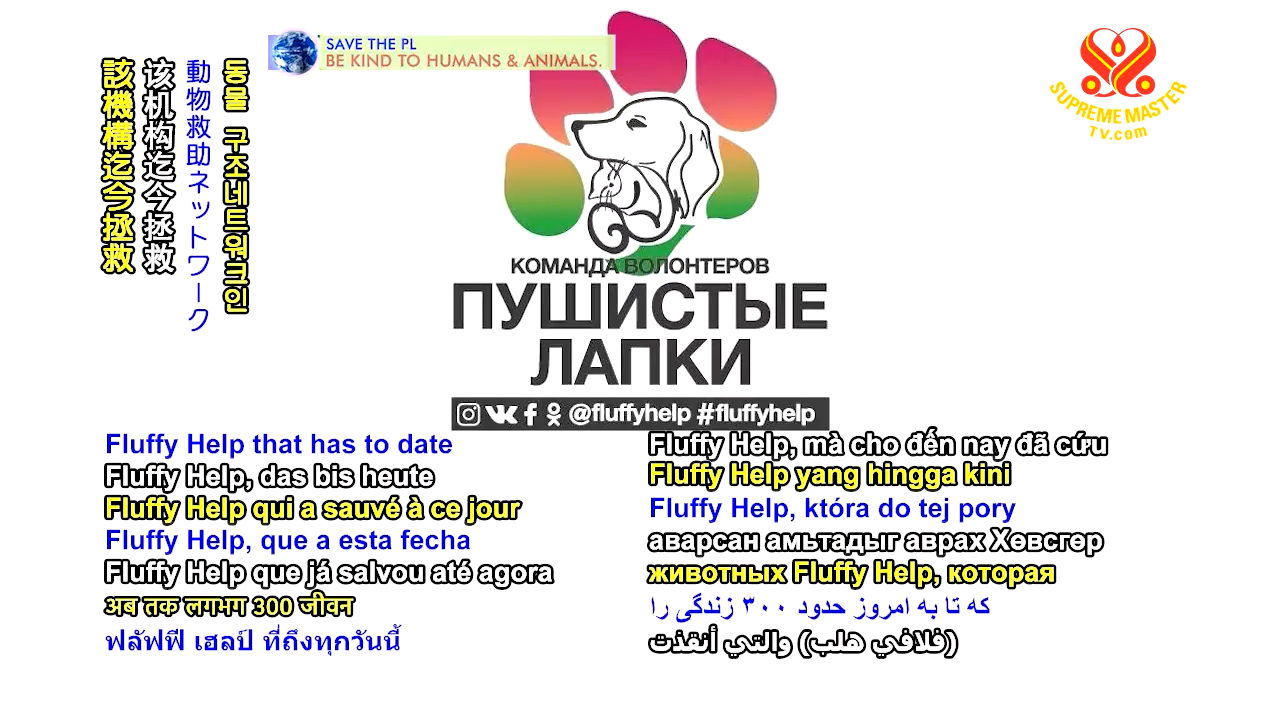 SAVE THE PL
BE KIND TO HUMANS & ANIMALS.
SUPREME MASTER
TV.com
該機構迄今拯救
该机构迄今拯救
動物救助ネットワーク
동물 구조네트워크인
КОМАНДА ВОЛОНТЕРОВ
ПУШИСТЫЕ
ЛАПКИ
@fluffyhelp #fluffyhelp
Fluffy Help that has to date
Fluffy Help, das bis heute
Fluffy Help qui a sauvé à ce jour
Fluffy Help, que a esta fecha
Fluffy Help que já salvou até agora
अब तक लगभग 300 जीवन
ฟลัฟฟี เฮลป์ ที่ถึงทุกวันนี้
Fluffy Help, mà cho đến nay đã cứu
Fluffy Help yang hingga kini
Fluffy Help, która do tej pory
аварсан амьтадыг аврах Хөвсгөр
животных Fluffy Help, которая
که تا به امروز حدود ۳۰۰ زندگی را
(فلافي هلب) والتي أنقذت